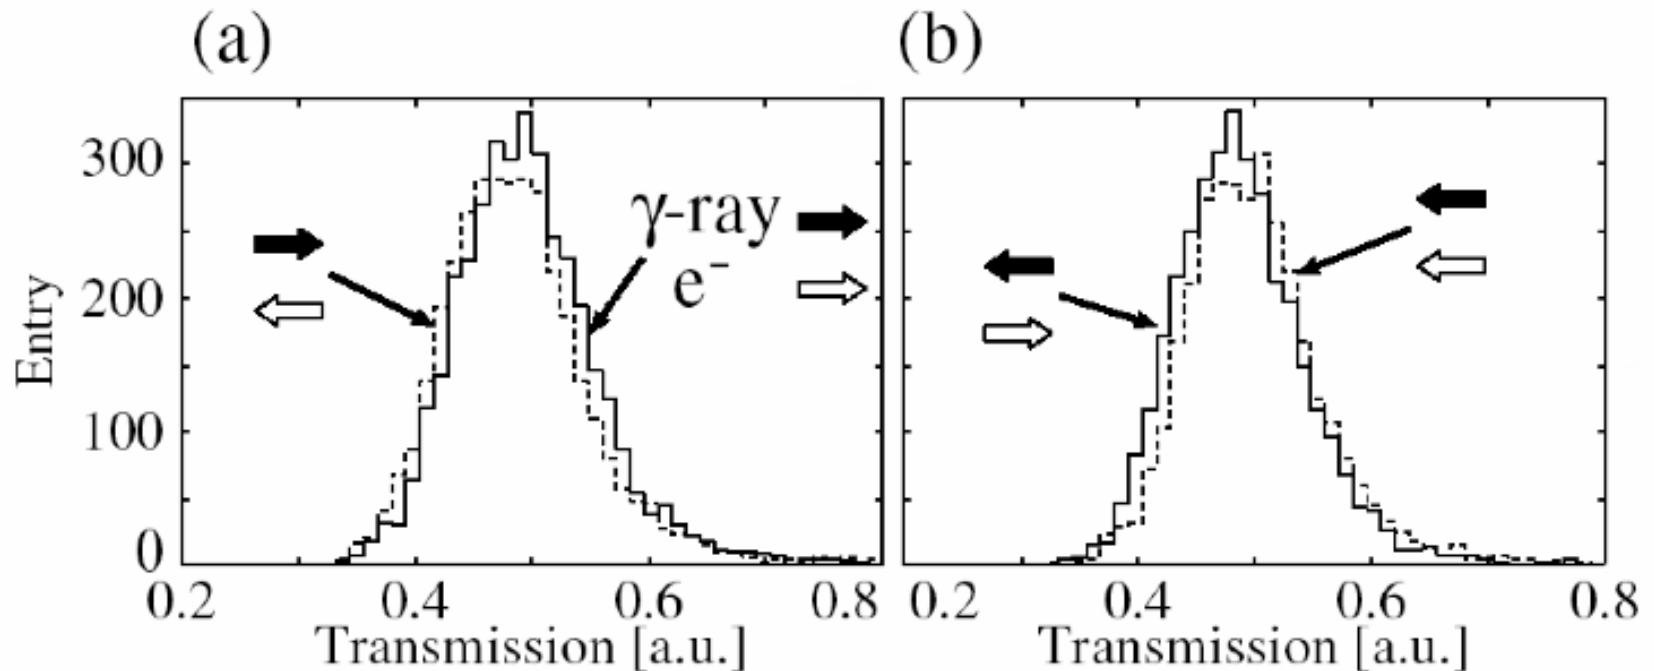 (a) (b)
300
200
100
0
Entry
γ-ray
e⁻
0.2 0.4 0.6 0.8 0.2 0.4 0.6 0.8
Transmission [a.u.] Transmission [a.u.]